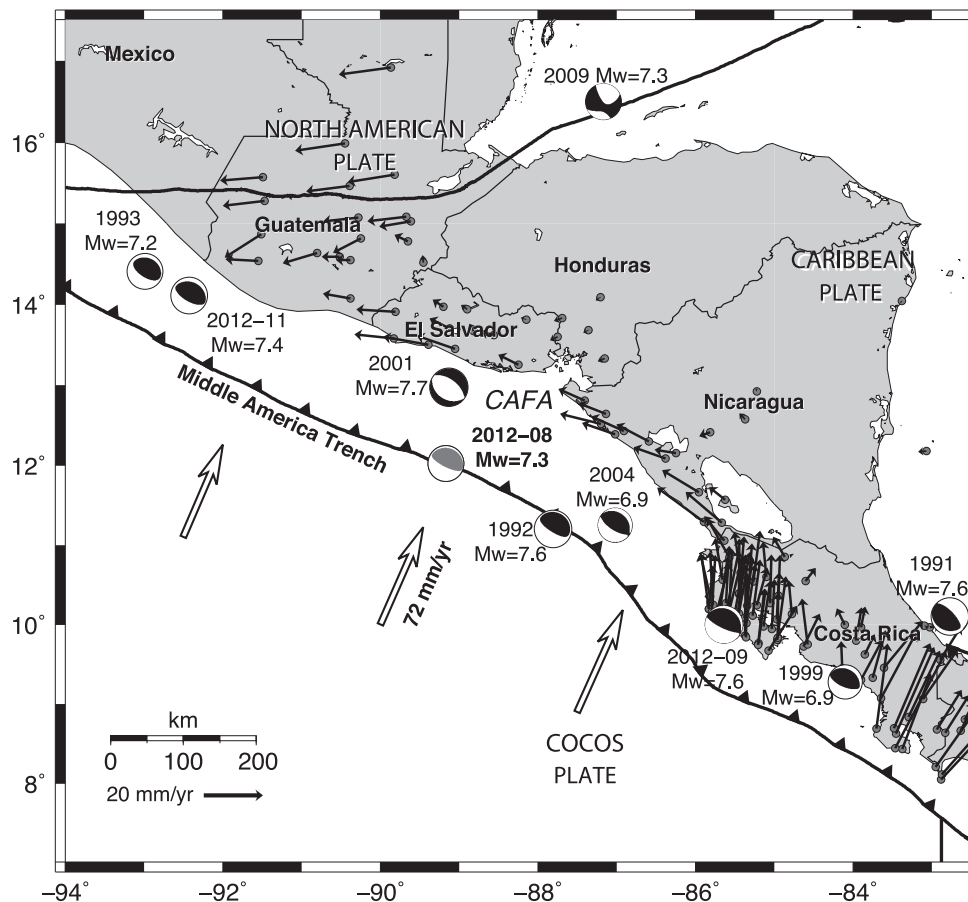 Mexico
2009 Mw=7.3
NORTH AMERICAN
PLATE
16°
1993
Mw=7.2
Guatemala
Honduras
CARIBBEAN
PLATE
14°
2012–11
Mw=7.4
El Salvador
2001
Mw=7.7
CAFA
Nicaragua
Middle America Trench
2012–08
Mw=7.3
12°
2004
Mw=6.9
1992
Mw=7.6
72 mm/yr
1991
Mw=7.6
10°
Costa Rica
2012–09
Mw=7.6
1999
Mw=6.9
km
0 100 200
20 mm/yr
COCOS
PLATE
8°
−94° −92° −90° −88° −86° −84°